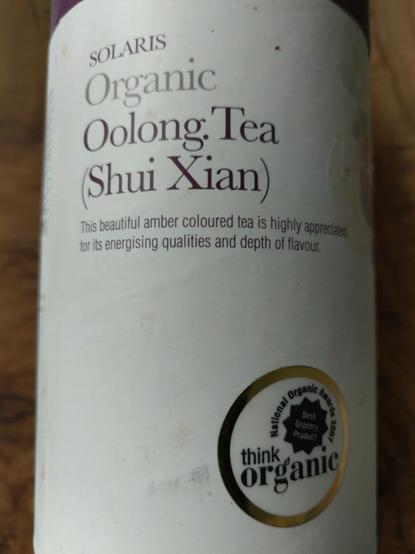 SOLARIS
Organic
Oolong Tea
(Shui Xian)
This beautiful amber coloured tea is highly appreciated
for its energising qualities and depth of flavour.
National Organic Awards 2007
Best
Grocery
Product
think
organic